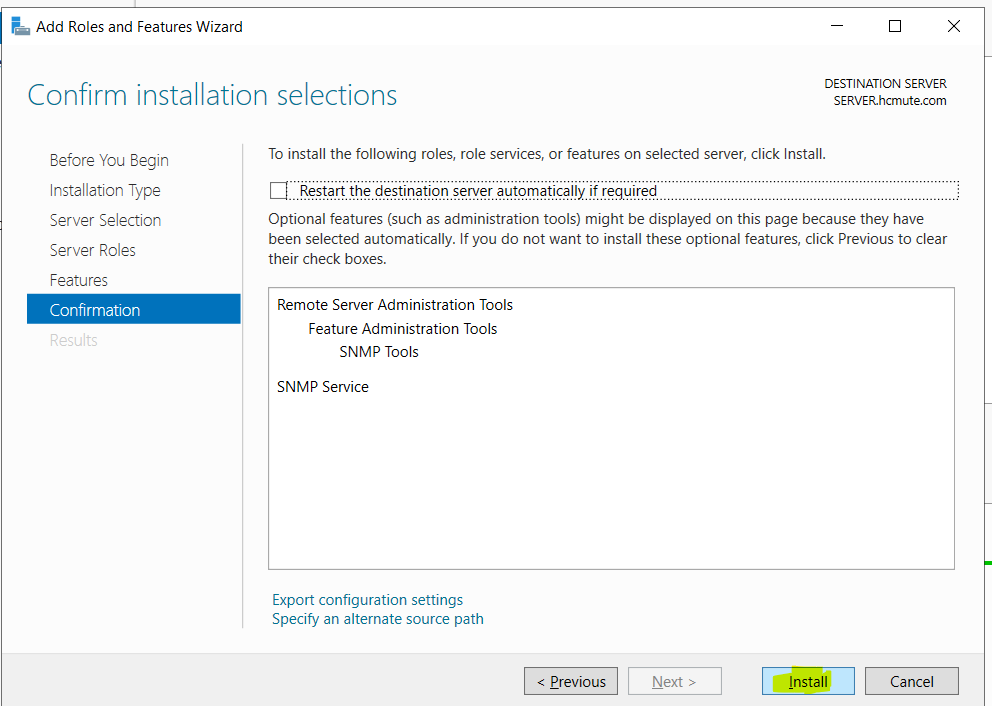 Add Roles and Features Wizard
Confirm installation selections
DESTINATION SERVER
SERVER.hcmute.com
Before You Begin
Installation Type
Server Selection
Server Roles
Features
Confirmation
Results
To install the following roles, role services, or features on selected server, click Install.
Restart the destination server automatically if required
Optional features (such as administration tools) might be displayed on this page because they have
been selected automatically. If you do not want to install these optional features, click Previous to clear
their check boxes.
Remote Server Administration Tools
Feature Administration Tools
SNMP Tools
SNMP Service
Export configuration settings
Specify an alternate source path
< Previous
Next >
Install
Cancel